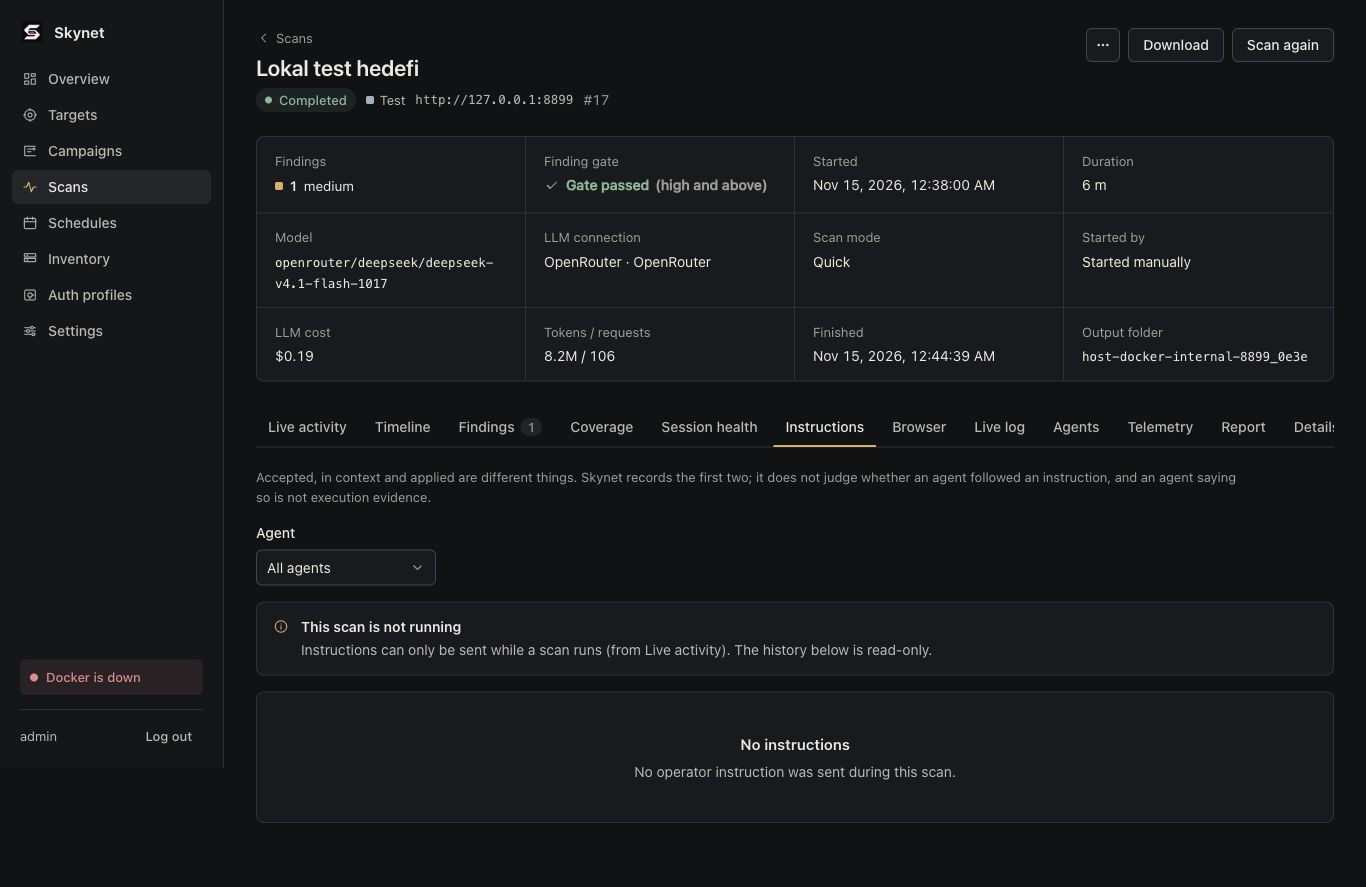 Skynet
Overview
Targets
Campaigns
Scans
Schedules
Inventory
Auth profiles
Settings
Docker is down
admin
Log out
Scans
Lokal test hedefi
Completed
Test
http://127.0.0.1:8899
#17
...
Download
Scan again
Findings
1 medium
Finding gate
Gate passed (high and above)
Started
Nov 15, 2026, 12:38:00 AM
Duration
6 m
Model
openrouter/deepseek/deepseek-
v4.1-flash-1017
LLM connection
OpenRouter · OpenRouter
Scan mode
Quick
Started by
Started manually
LLM cost
$0.19
Tokens / requests
8.2M / 106
Finished
Nov 15, 2026, 12:44:39 AM
Output folder
host-docker-internal-8899_0e3e
Live activity
Timeline
Findings 1
Coverage
Session health
Instructions
Browser
Live log
Agents
Telemetry
Report
Details
Accepted, in context and applied are different things. Skynet records the first two; it does not judge whether an agent followed an instruction, and an agent saying
so is not execution evidence.
Agent
All agents
This scan is not running
Instructions can only be sent while a scan runs (from Live activity). The history below is read-only.
No instructions
No operator instruction was sent during this scan.